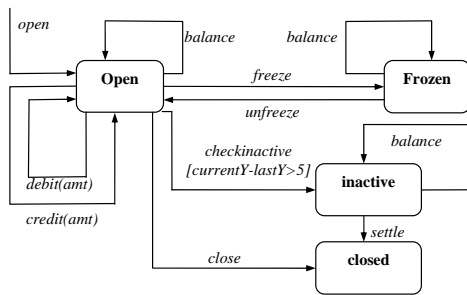 open
balance
balance
Open
freeze
Frozen
unfreeze
checkinactive
[currentY-lastY>5]
balance
debit(amt)
inactive
credit(amt)
settle
close
closed